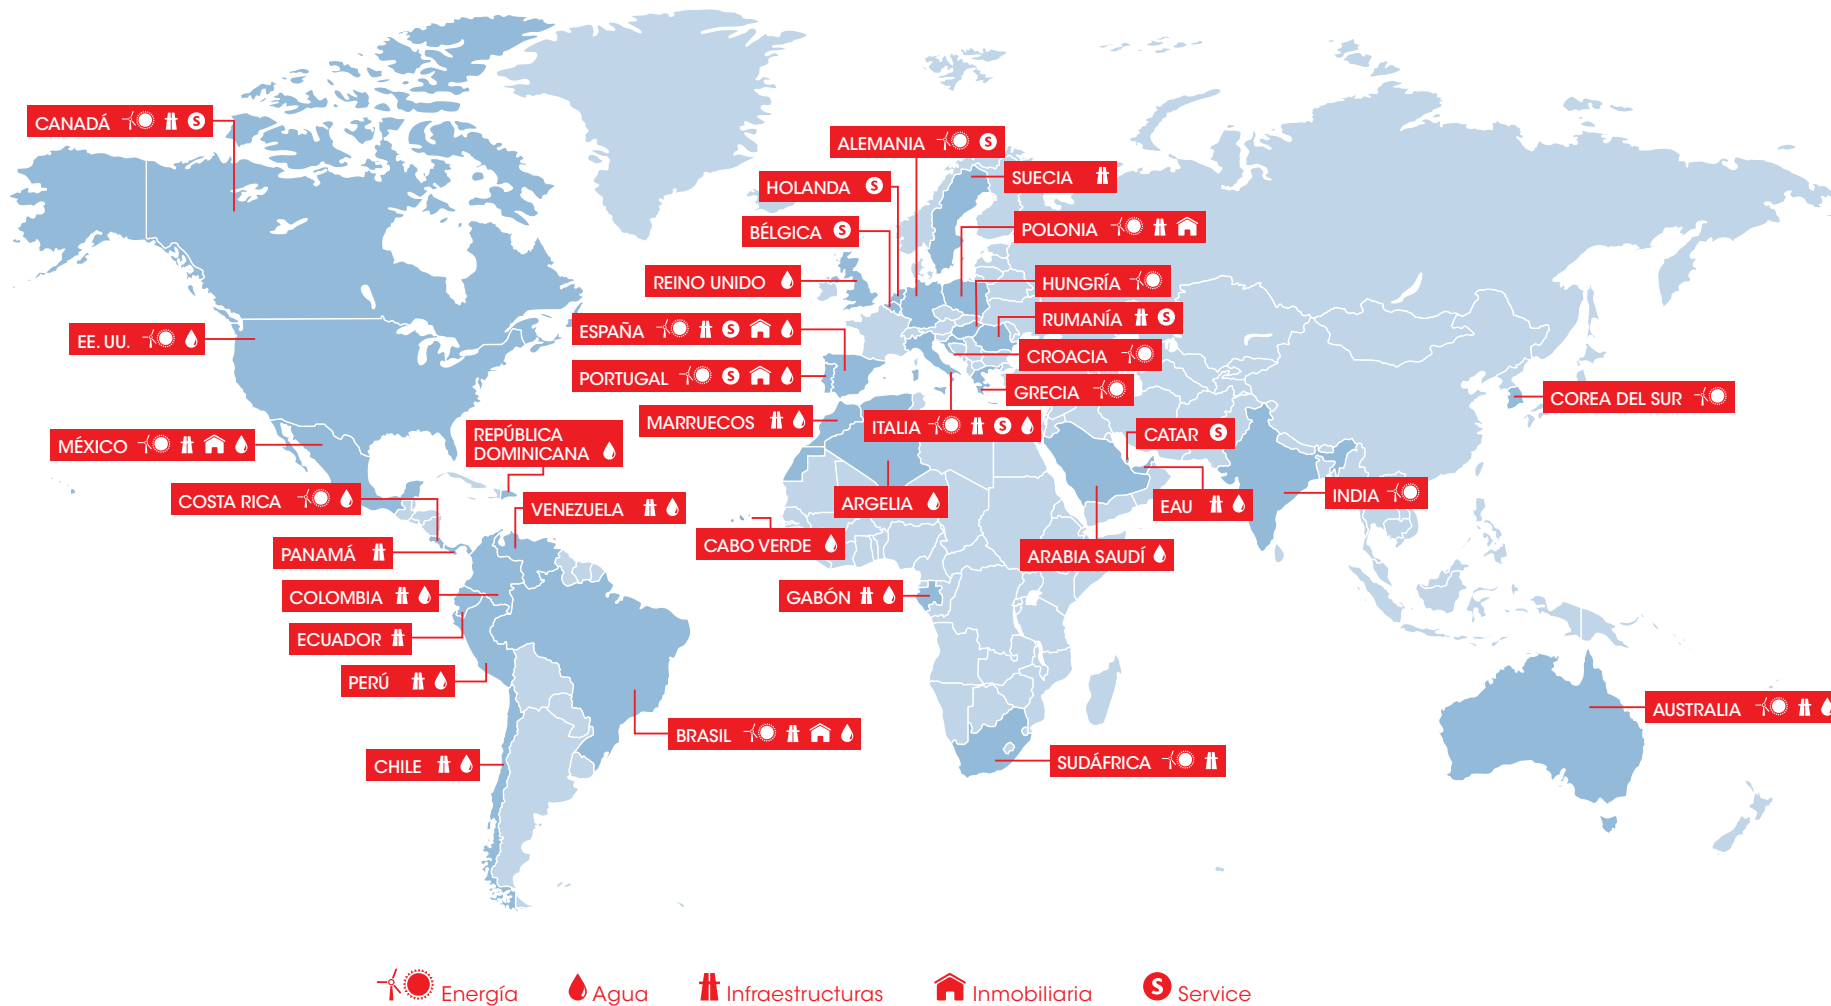 CANADÁ S
ALEMANIA S
SUECIA
HOLANDA S
BÉLGICA S
POLONIA
REINO UNIDO
HUNGRÍA
ESPAÑA S
RUMANÍA S
EE. UU.
CROACIA
PORTUGAL S
GRECIA
COREA DEL SUR
MARRUECOS
ITALIA S
CATAR S
MÉXICO
REPÚBLICA
DOMINICANA
COSTA RICA
VENEZUELA
ARGELIA
EAU
INDIA
CABO VERDE
ARABIA SAUDÍ
PANAMÁ
COLOMBIA
GABÓN
ECUADOR
PERÚ
AUSTRALIA
BRASIL
CHILE
SUDÁFRICA
Energía
Agua
Infraestructuras
Inmobiliaria
S Service